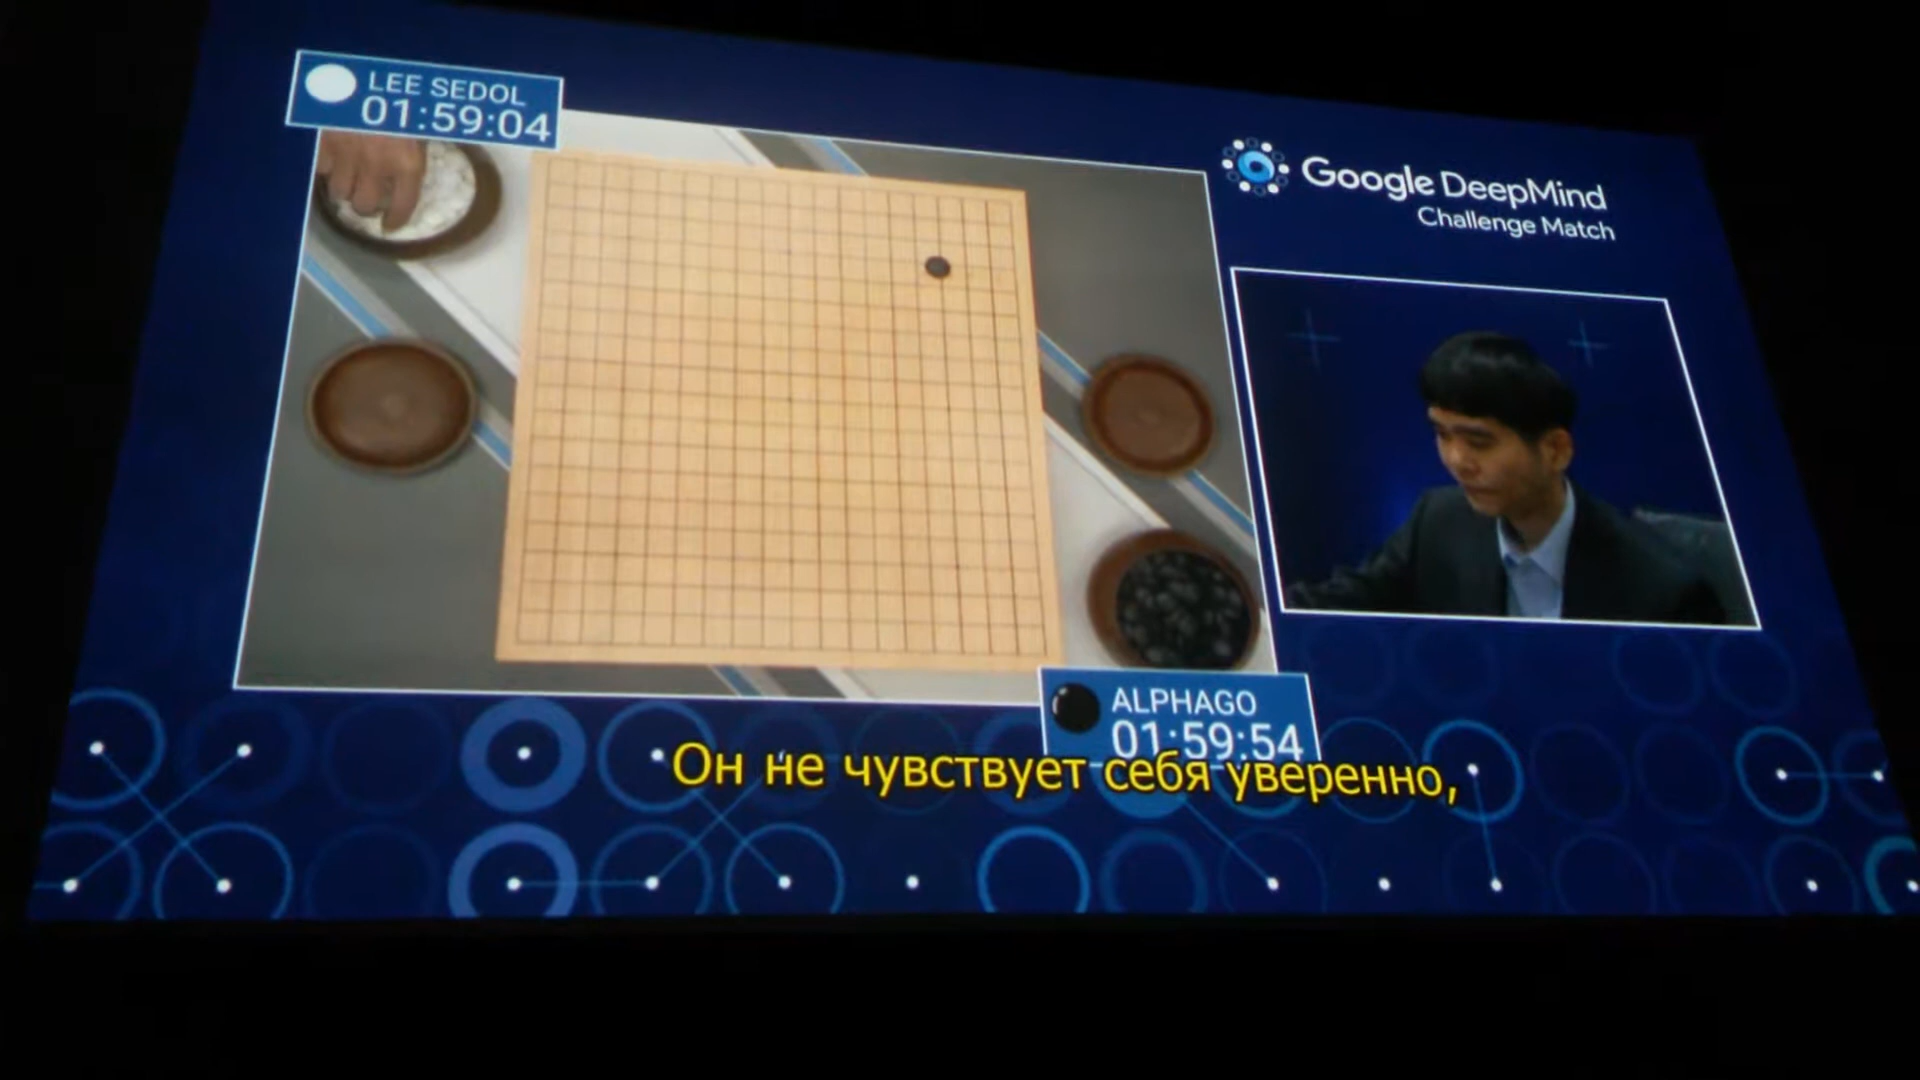 LEE SEDOL
01:59:04
Google DeepMind
Challenge Match
ALPHAGO
01:59:54
Он не чувствует себя уверенно,